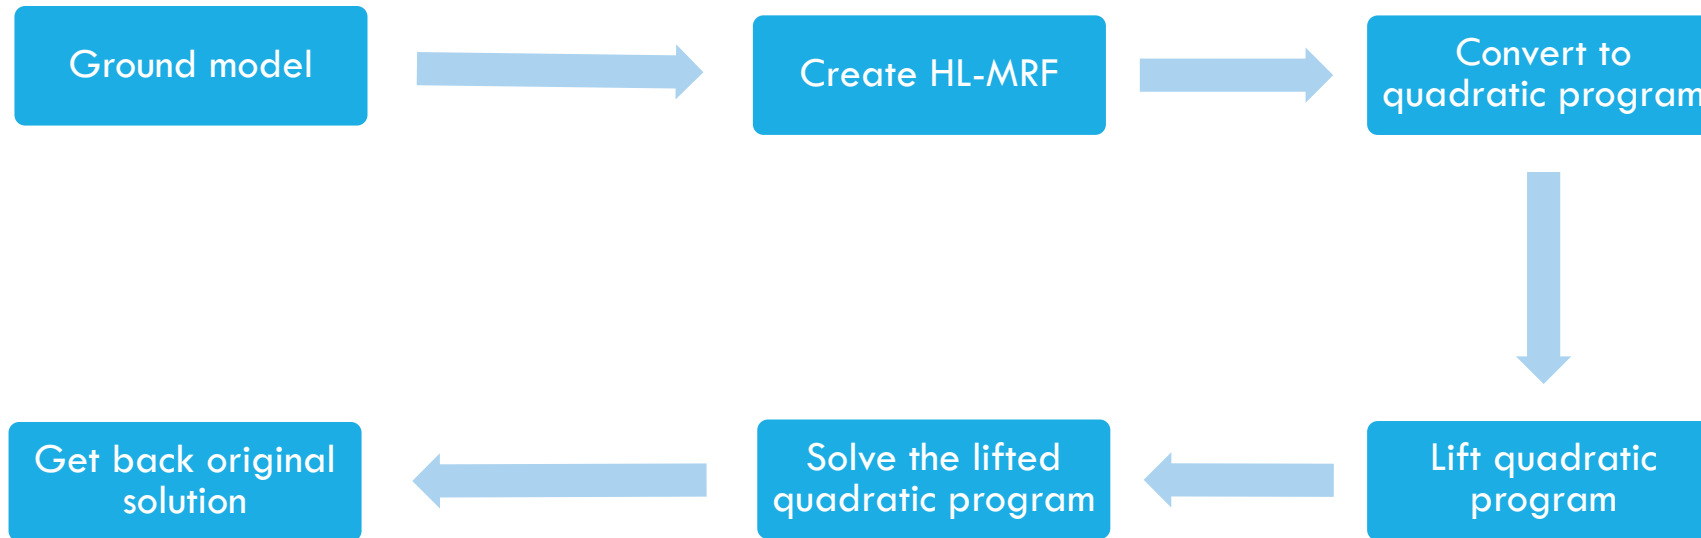 Ground model
Create HL-MRF
Convert to
quadratic program
Lift quadratic
program
Solve the lifted
quadratic program
Get back original
solution